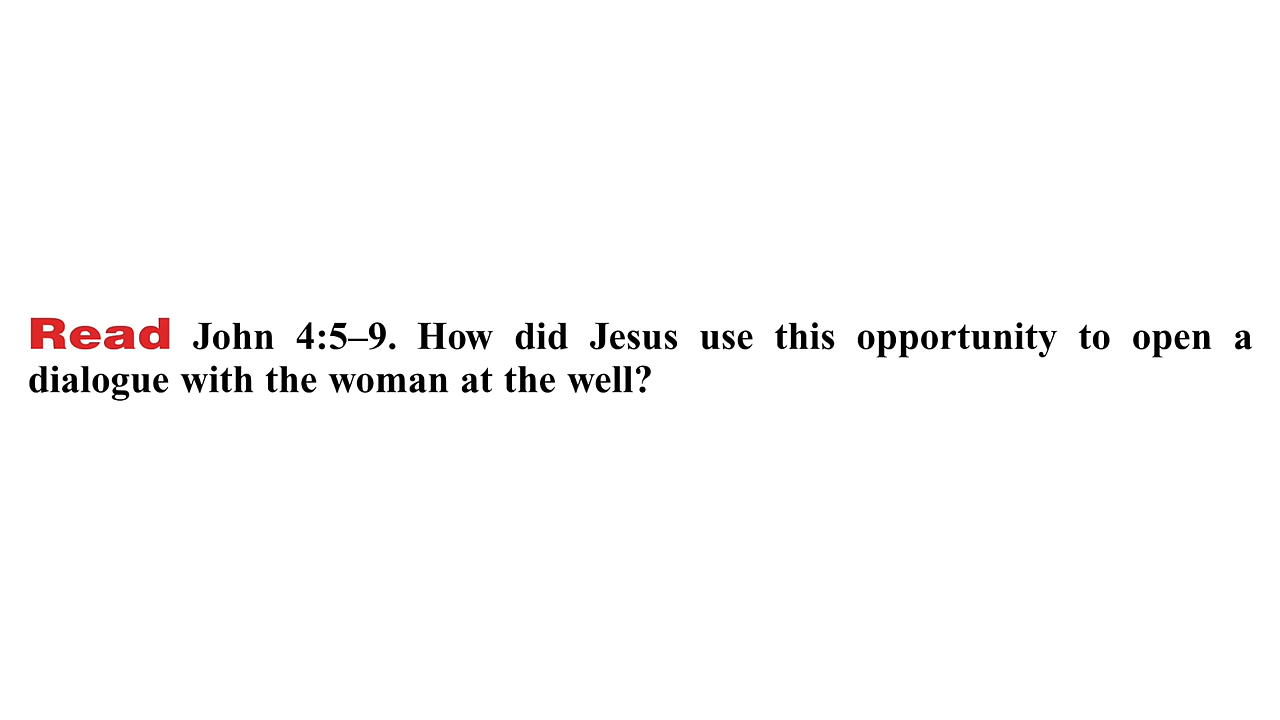 Read John 4:5–9. How did Jesus use this opportunity to open a
dialogue with the woman at the well?